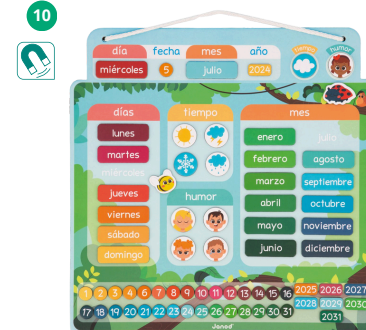 10
día fecha mes año tiempo humor
miércoles 5 julio 2024
días tiempo mes
lunes
martes
miércoles
jueves
viernes
sábado
domingo
humor
enero julio
febrero agosto
marzo septiembre
abril octubre
mayo noviembre
junio diciembre
1 2 3 4 5 6 7 8 9 10 11 12 13 14 15 16 2025 2026 2027
17 18 19 20 21 22 23 24 25 26 27 28 29 30 31 2028 2029 2030
2031
Janod